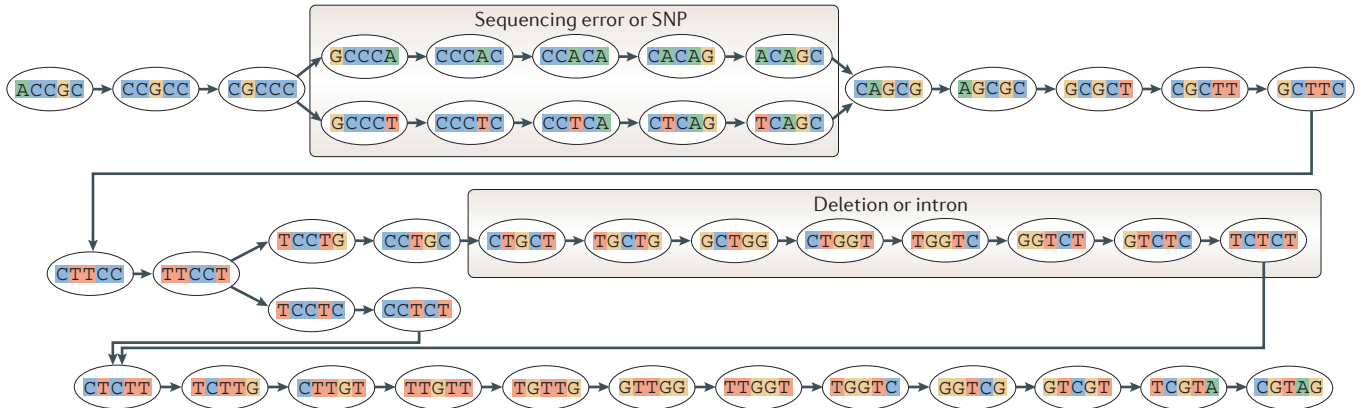 Sequencing error or SNP
GCCCA CCCAC CCACA CACAG ACAGC
ACCGC CCGCC CGCCC CAGCG AGCGC GCGCT CGCTT GCTTC
GCCCT CCCTC CCTCA CTCAG TCAGC
Deletion or intron
TCCTG CCTGC CTGCT TGCTG GCTGG CTGGT TGGTC GGTCT GTCTC TCTCT
CTTCC TTCCT
TCCTC CCTCT
CTCTT TCTTG CTTGT TTGTT TGTTG GTTGG TTGGT TGGTC GGTCG GTCGT TCGTA CGTAG